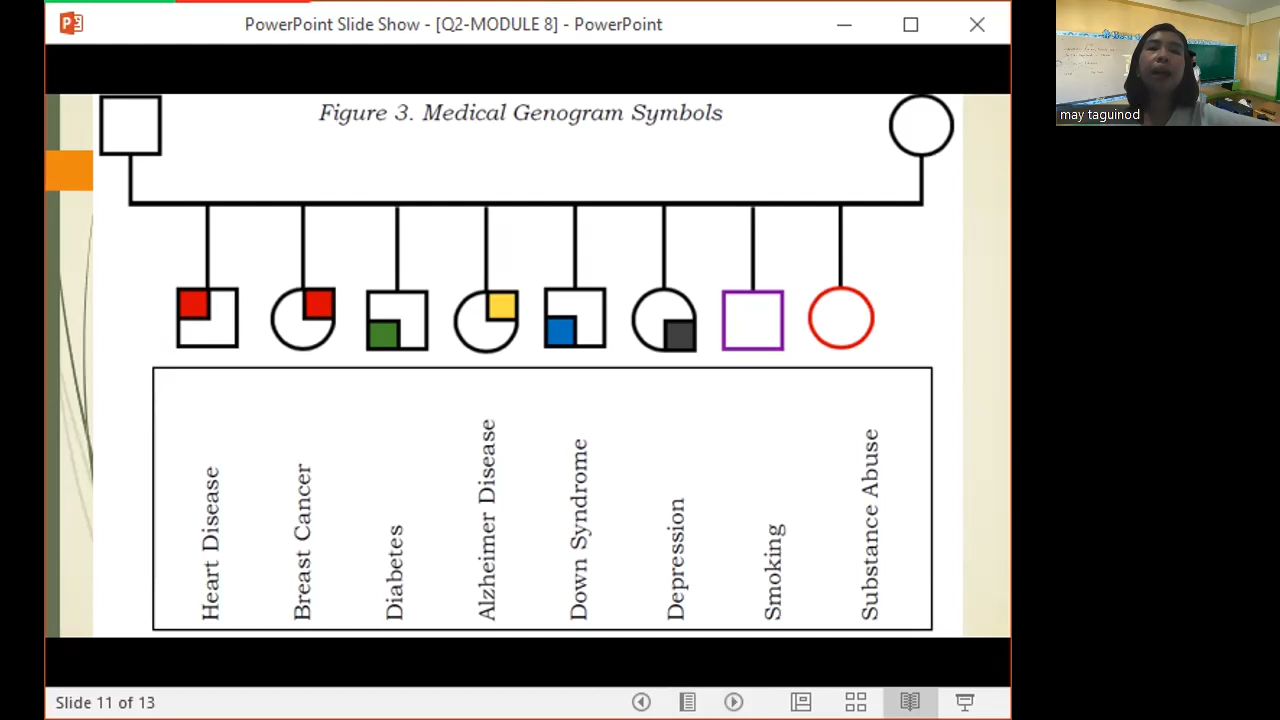 PowerPoint Slide Show - [Q2-MODULE 8] - PowerPoint
may taguinod
Figure 3. Medical Genogram Symbols
Heart Disease
Breast Cancer
Diabetes
Alzheimer Disease
Down Syndrome
Depression
Smoking
Substance Abuse
Slide 11 of 13